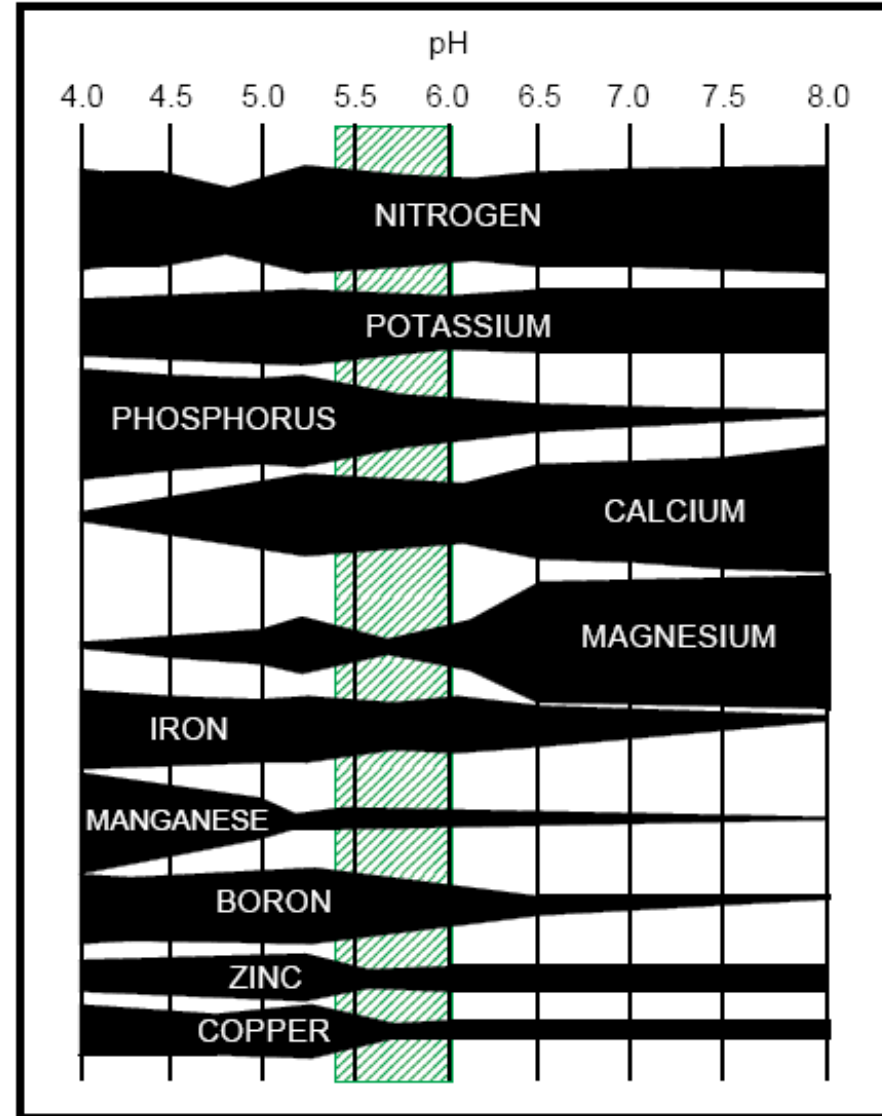 pH
4.0 4.5 5.0 5.5 6.0 6.5 7.0 7.5 8.0
NITROGEN
POTASSIUM
PHOSPHORUS
CALCIUM
MAGNESIUM
IRON
MANGANESE
BORON
ZINC
COPPER